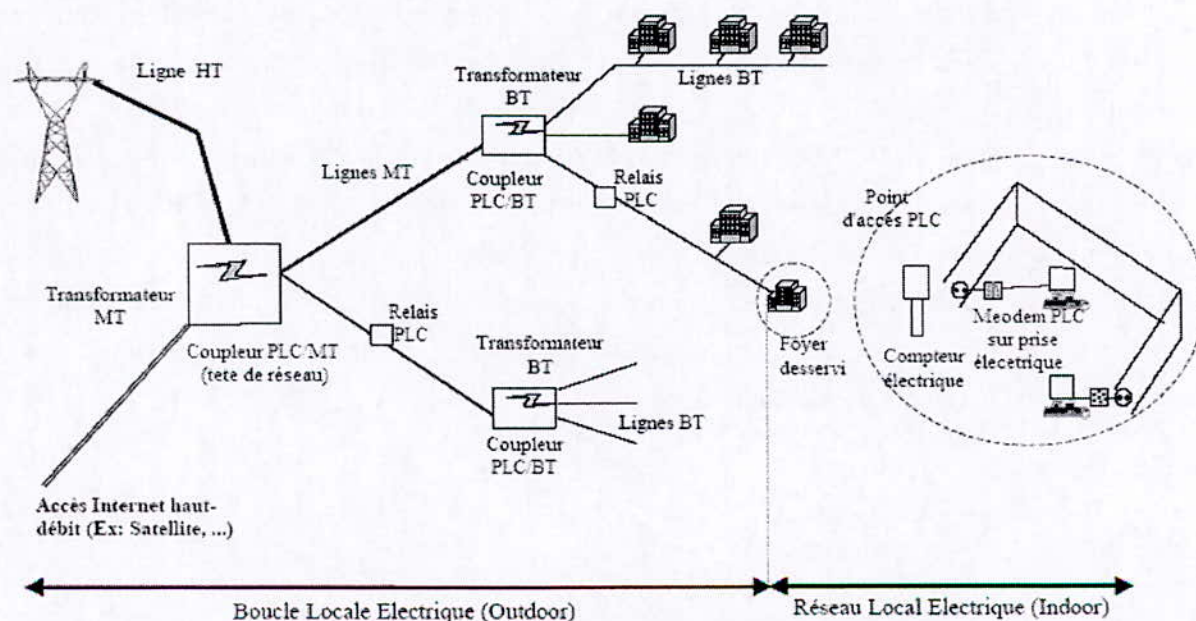 Ligne HT
Transformateur
BT
Lignes BT
Lignes MT
Coupleur
PLC/BT
Relais
PLC
Point
d'accès PLC
Transformateur
MT
Relais
PLC
Coupleur PLC/MT
(tete de réseau)
Transformateur
BT
Lignes BT
Coupleur
PLC/BT
Föyer
desservi
Compteur
électrique
Meodem PLC
sur prise
élecetrique
Accès Internet haut-
débit (Ex: Satellite, ...)
Boucle Locale Electrique (Outdoor)
Réseau Local Electrique (Indoor)